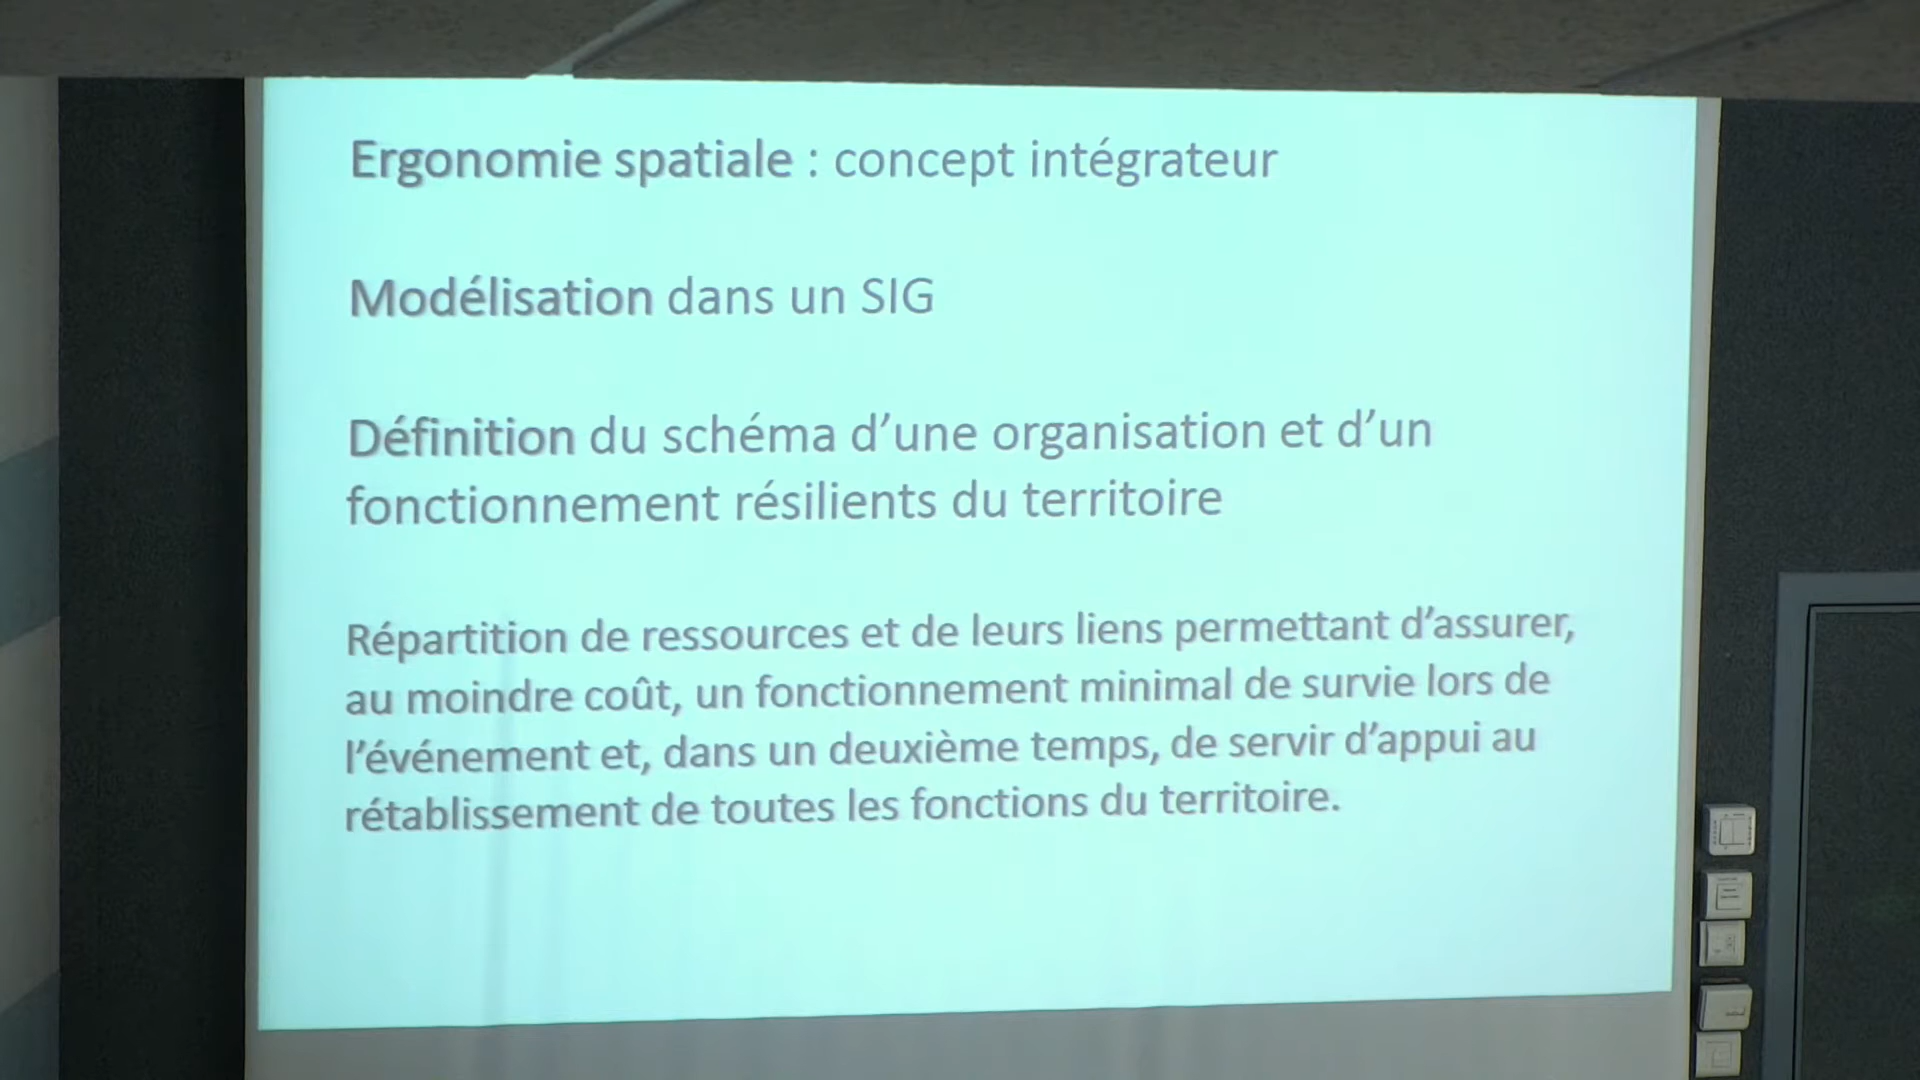 Ergonomie spatiale : concept intégrateur
Modélisation dans un SIG
Définition du schéma d’une organisation et d’un
fonctionnement résilients du territoire
Répartition de ressources et de leurs liens permettant d’assurer,
au moindre coût, un fonctionnement minimal de survie lors de
l’événement et, dans un deuxième temps, de servir d’appui au
rétablissement de toutes les fonctions du territoire.